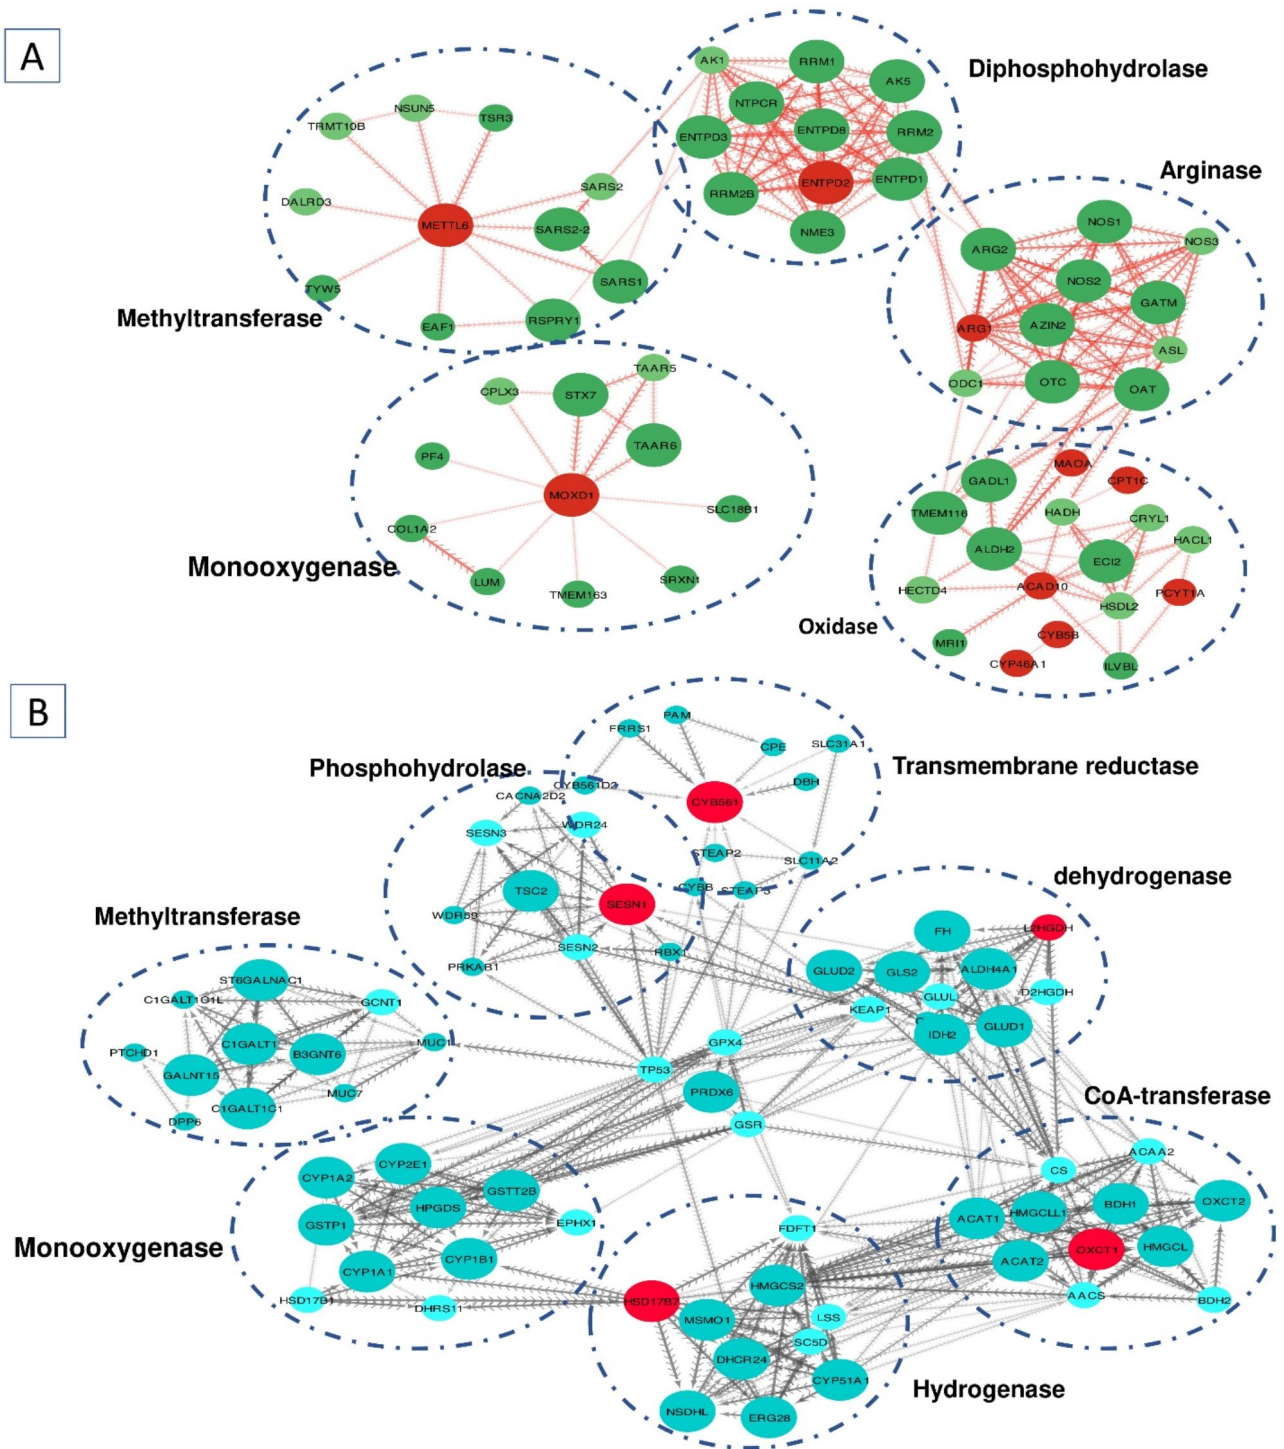 A
Diphosphohydrolase
AK1
RRM1
AK5
NTPCR
ENTPD3
ENTPD8
RRM2
RRM2B
ENTPD2
ENTPD1
NME3
NSUN5
TRMT10B
TSR3
SARS2
DALRD3
METTL6
SARS2-2
SARS1
TYW5
EAF1
RSPRY1
Methyltransferase
Arginase
NOS1
NOS3
ARG2
NOS2
GATM
ARG1
AZIN2
ASL
ODC1
OTC
OAT
CPLX3
STX7
TAAR5
TAAR6
PF4
MOXD1
SLC18B1
COL1A2
LUM
TMEM163
SRXN1
Monooxygenase
MAOA
CPT1C
GADL1
TMEM116
HADH
CRYL1
HACL1
ALDH2
ECI2
HECTD4
ACAD10
HSDL2
PCYT1A
Oxidase
MRI1
CYB5B
CYP46A1
ILVBL
B
Phosphohydrolase
Transmembrane reductase
FRRS1
PAM
CPE
SLC31A1
CYB561D2
DBH
CYB561
STEAP2
SLC11A2
CYBB
STEAP3
CACNA2D2
SESN3
WDR24
TSC2
SESN1
WDR59
SESN2
RBX1
PRKAB1
dehydrogenase
FH
L2HGDH
GLUD2
GLS2
ALDH4A1
GLUL
D2HGDH
KEAP1
IDH2
GLUD1
Methyltransferase
ST6GALNAC1
C1GALT1C1L
GCNT1
C1GALT1
B3GNT6
MUC1
PTCHD1
GALNT15
MUC7
C1GALT1C1
DPP6
GPX4
TP53
PRDX6
GSR
CoA-transferase
ACAA2
CS
ACAT1
HMGCLL1
BDH1
OXCT2
OXCT1
HMGCL
ACAT2
AACS
BDH2
Monooxygenase
CYP2E1
CYP1A2
GSTT2B
GSTP1
HPGDS
EPHX1
CYP1A1
CYP1B1
HSD17B1
DHRS11
FDFT1
HSD17B7
HMGCS2
MSMO1
LSS
SC5D
DHCR24
CYP51A1
NSDHL
ERG28
Hydrogenase